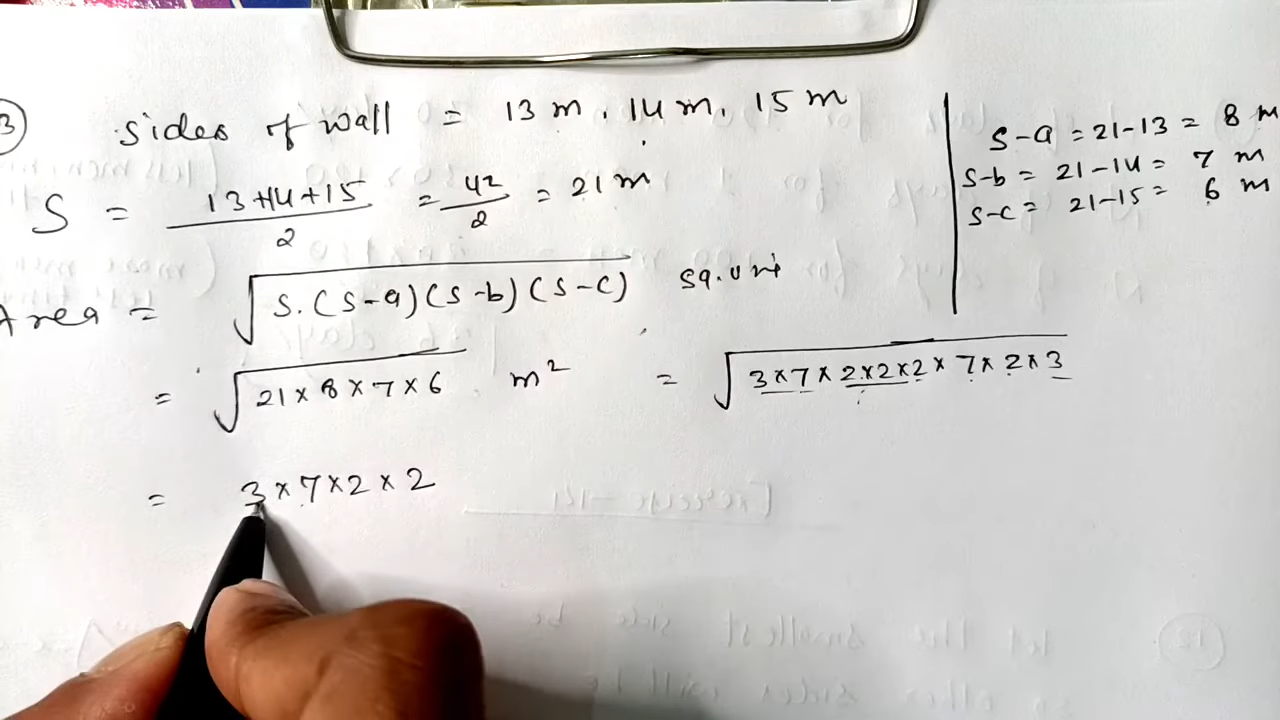 3 Sides of wall = 13 m, 14 m, 15 m
S = 13+14+15 / 2 = 42 / 2 = 21 m
S-a = 21-13 = 8 m
S-b = 21-14 = 7 m
S-c = 21-15 = 6 m
Area = √S.(S-a)(S-b)(S-c) sq.uni
= √21×8×7×6 m² = √3×7×2×2×2×7×2×3
= 3×7×2×2